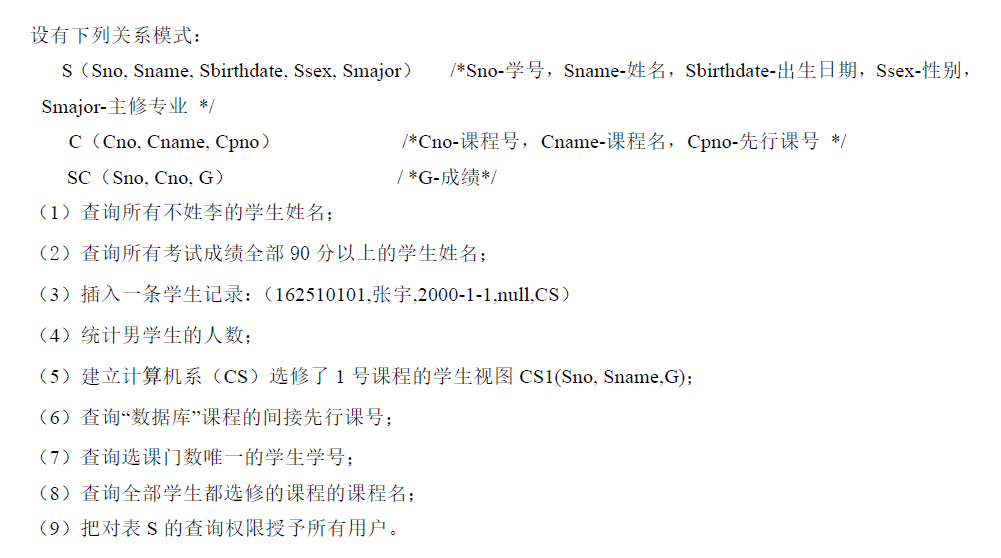 设有下列关系模式：
S（Sno, Sname, Sbirthdate, Ssex, Smajor） /*Sno-学号，Sname-姓名，Sbirthdate-出生日期，Ssex-性别，
Smajor-主修专业 */
C（Cno, Cname, Cpno） /*Cno-课程号，Cname-课程名，Cpno-先行课号 */
SC（Sno, Cno, G） / *G-成绩*/
（1）查询所有不姓李的学生姓名；
（2）查询所有考试成绩全部 90 分以上的学生姓名；
（3）插入一条学生记录：（162510101,张宇,2000-1-1,null,CS）
（4）统计男学生的人数；
（5）建立计算机系（CS）选修了 1 号课程的学生视图 CS1(Sno, Sname,G)；
（6）查询“数据库”课程的间接先行课号；
（7）查询选课门数唯一的学生学号；
（8）查询全部学生都选修的课程的课程名；
（9）把对表 S 的查询权限授予所有用户。